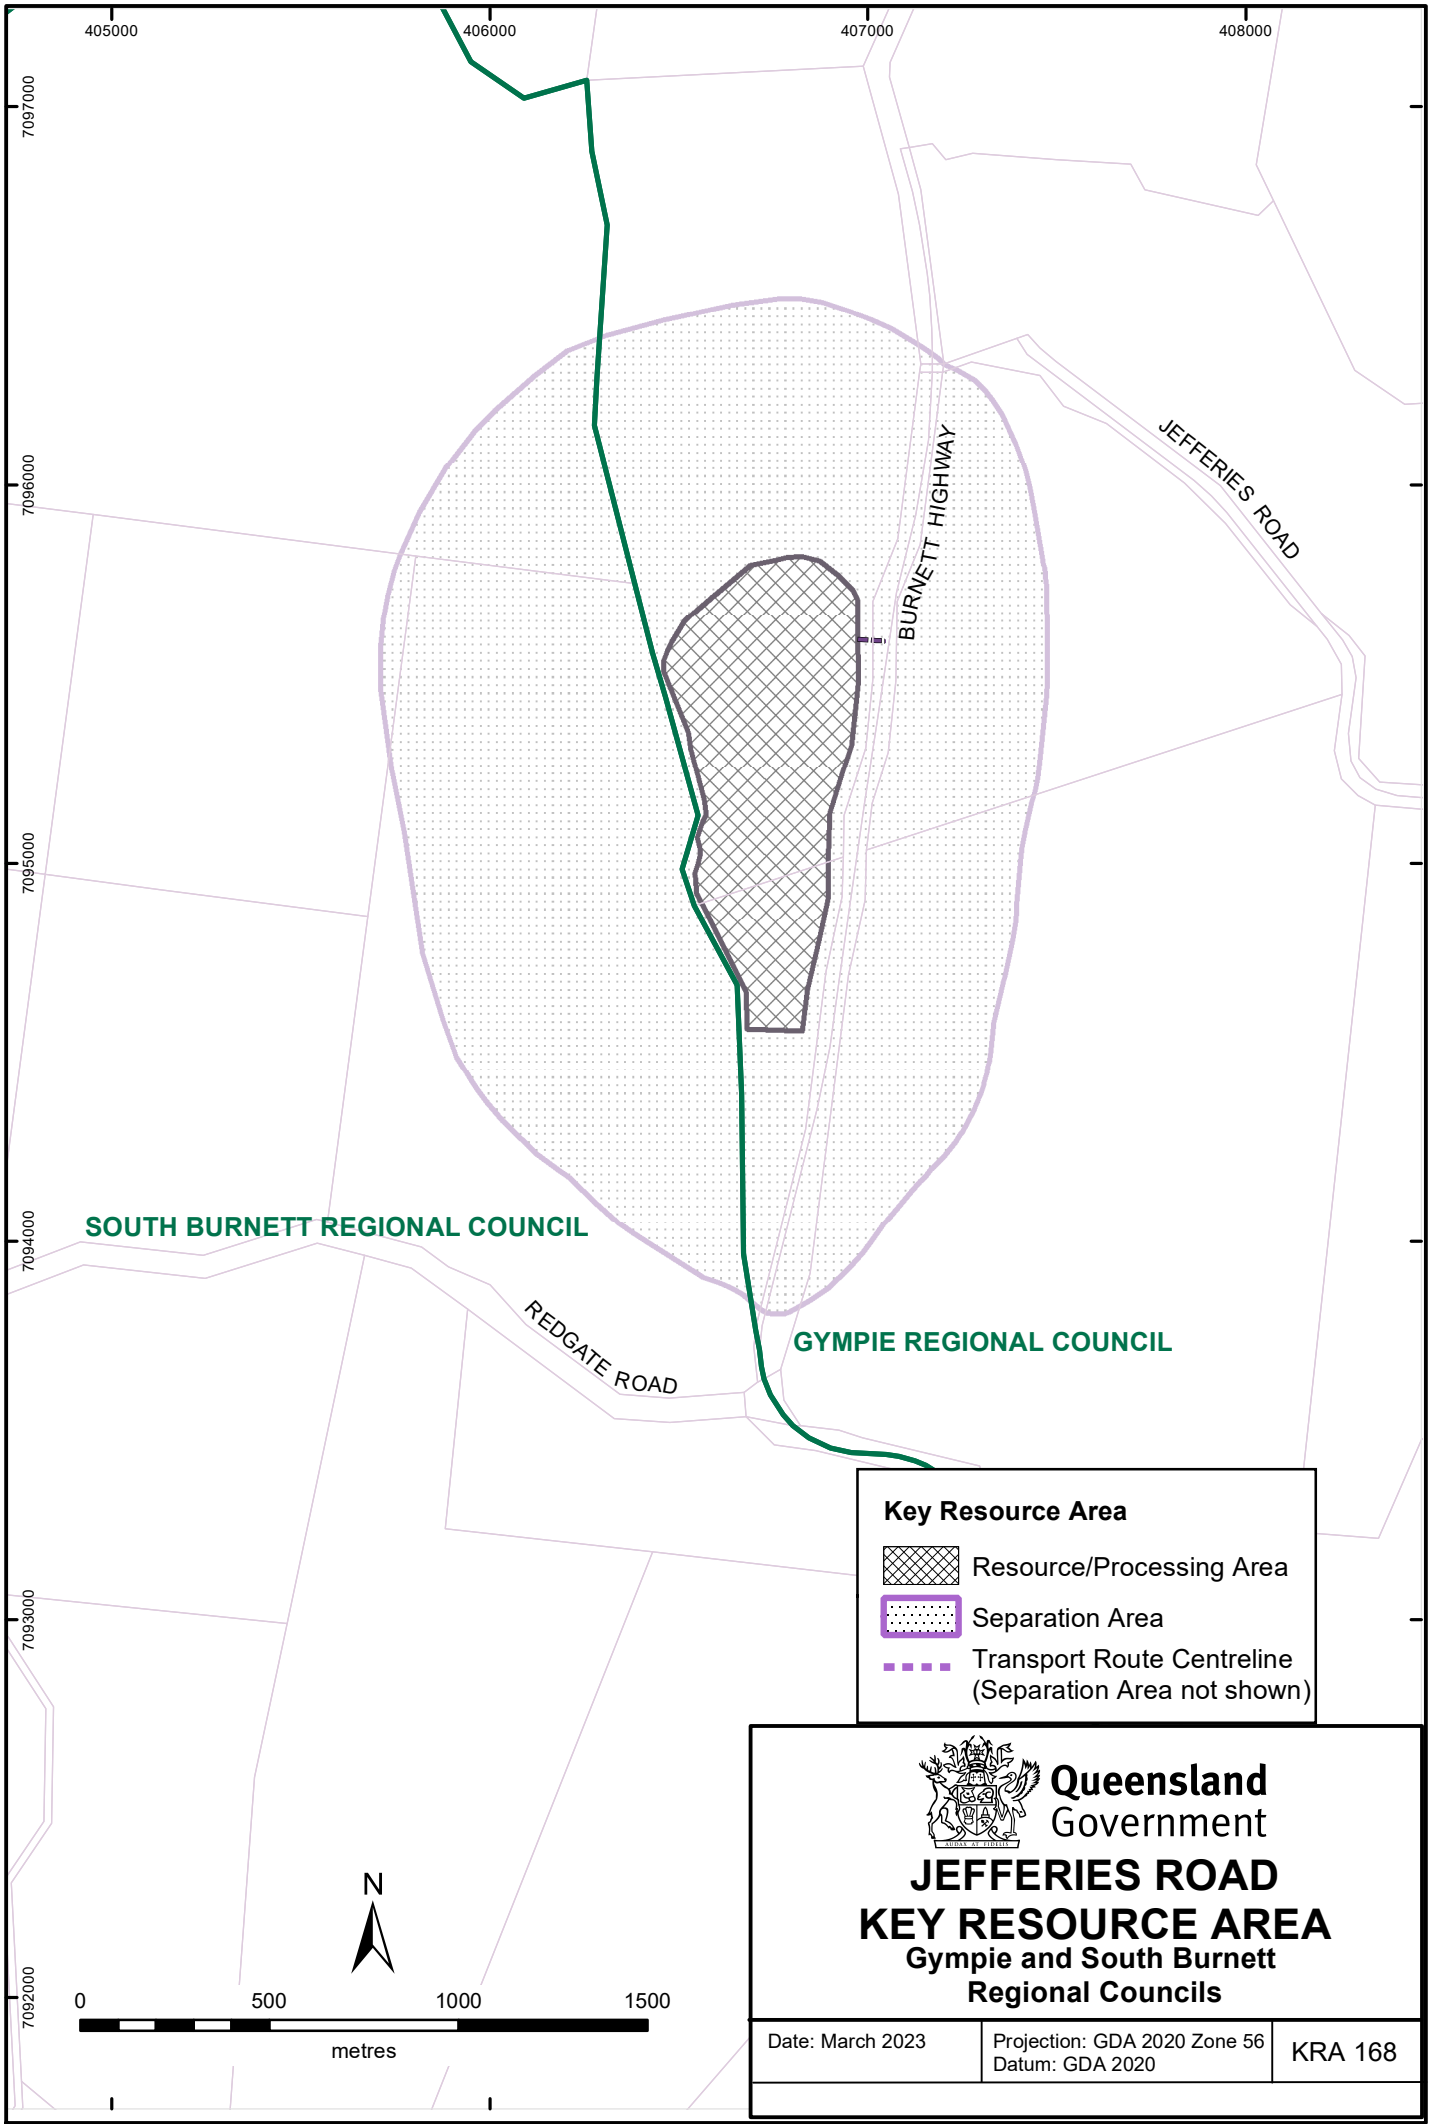 405000
406000
407000
408000
7097000
7096000
7095000
7094000
7093000
7092000
JEFFERIES ROAD
BURNETT HIGHWAY
SOUTH BURNETT REGIONAL COUNCIL
REDGATE ROAD
GYMPIE REGIONAL COUNCIL
Key Resource Area
Resource/Processing Area
Separation Area
Transport Route Centreline
(Separation Area not shown)
AUDAX AT FIDELIS
Queensland
Government
JEFFERIES ROAD
KEY RESOURCE AREA
Gympie and South Burnett
Regional Councils
Date: March 2023
Projection: GDA 2020 Zone 56
Datum: GDA 2020
KRA 168
N
0 500 1000 1500
metres